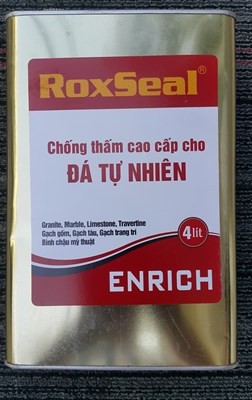 RoxSeal®
Chống thấm cao cấp cho
ĐÁ TỰ NHIÊN
Granite, Marble, Limestone, Travertine
Gạch gốm, Gạch tàu, Gạch trang trí
Bình chậu mỹ thuật
4 lít
ENRICH